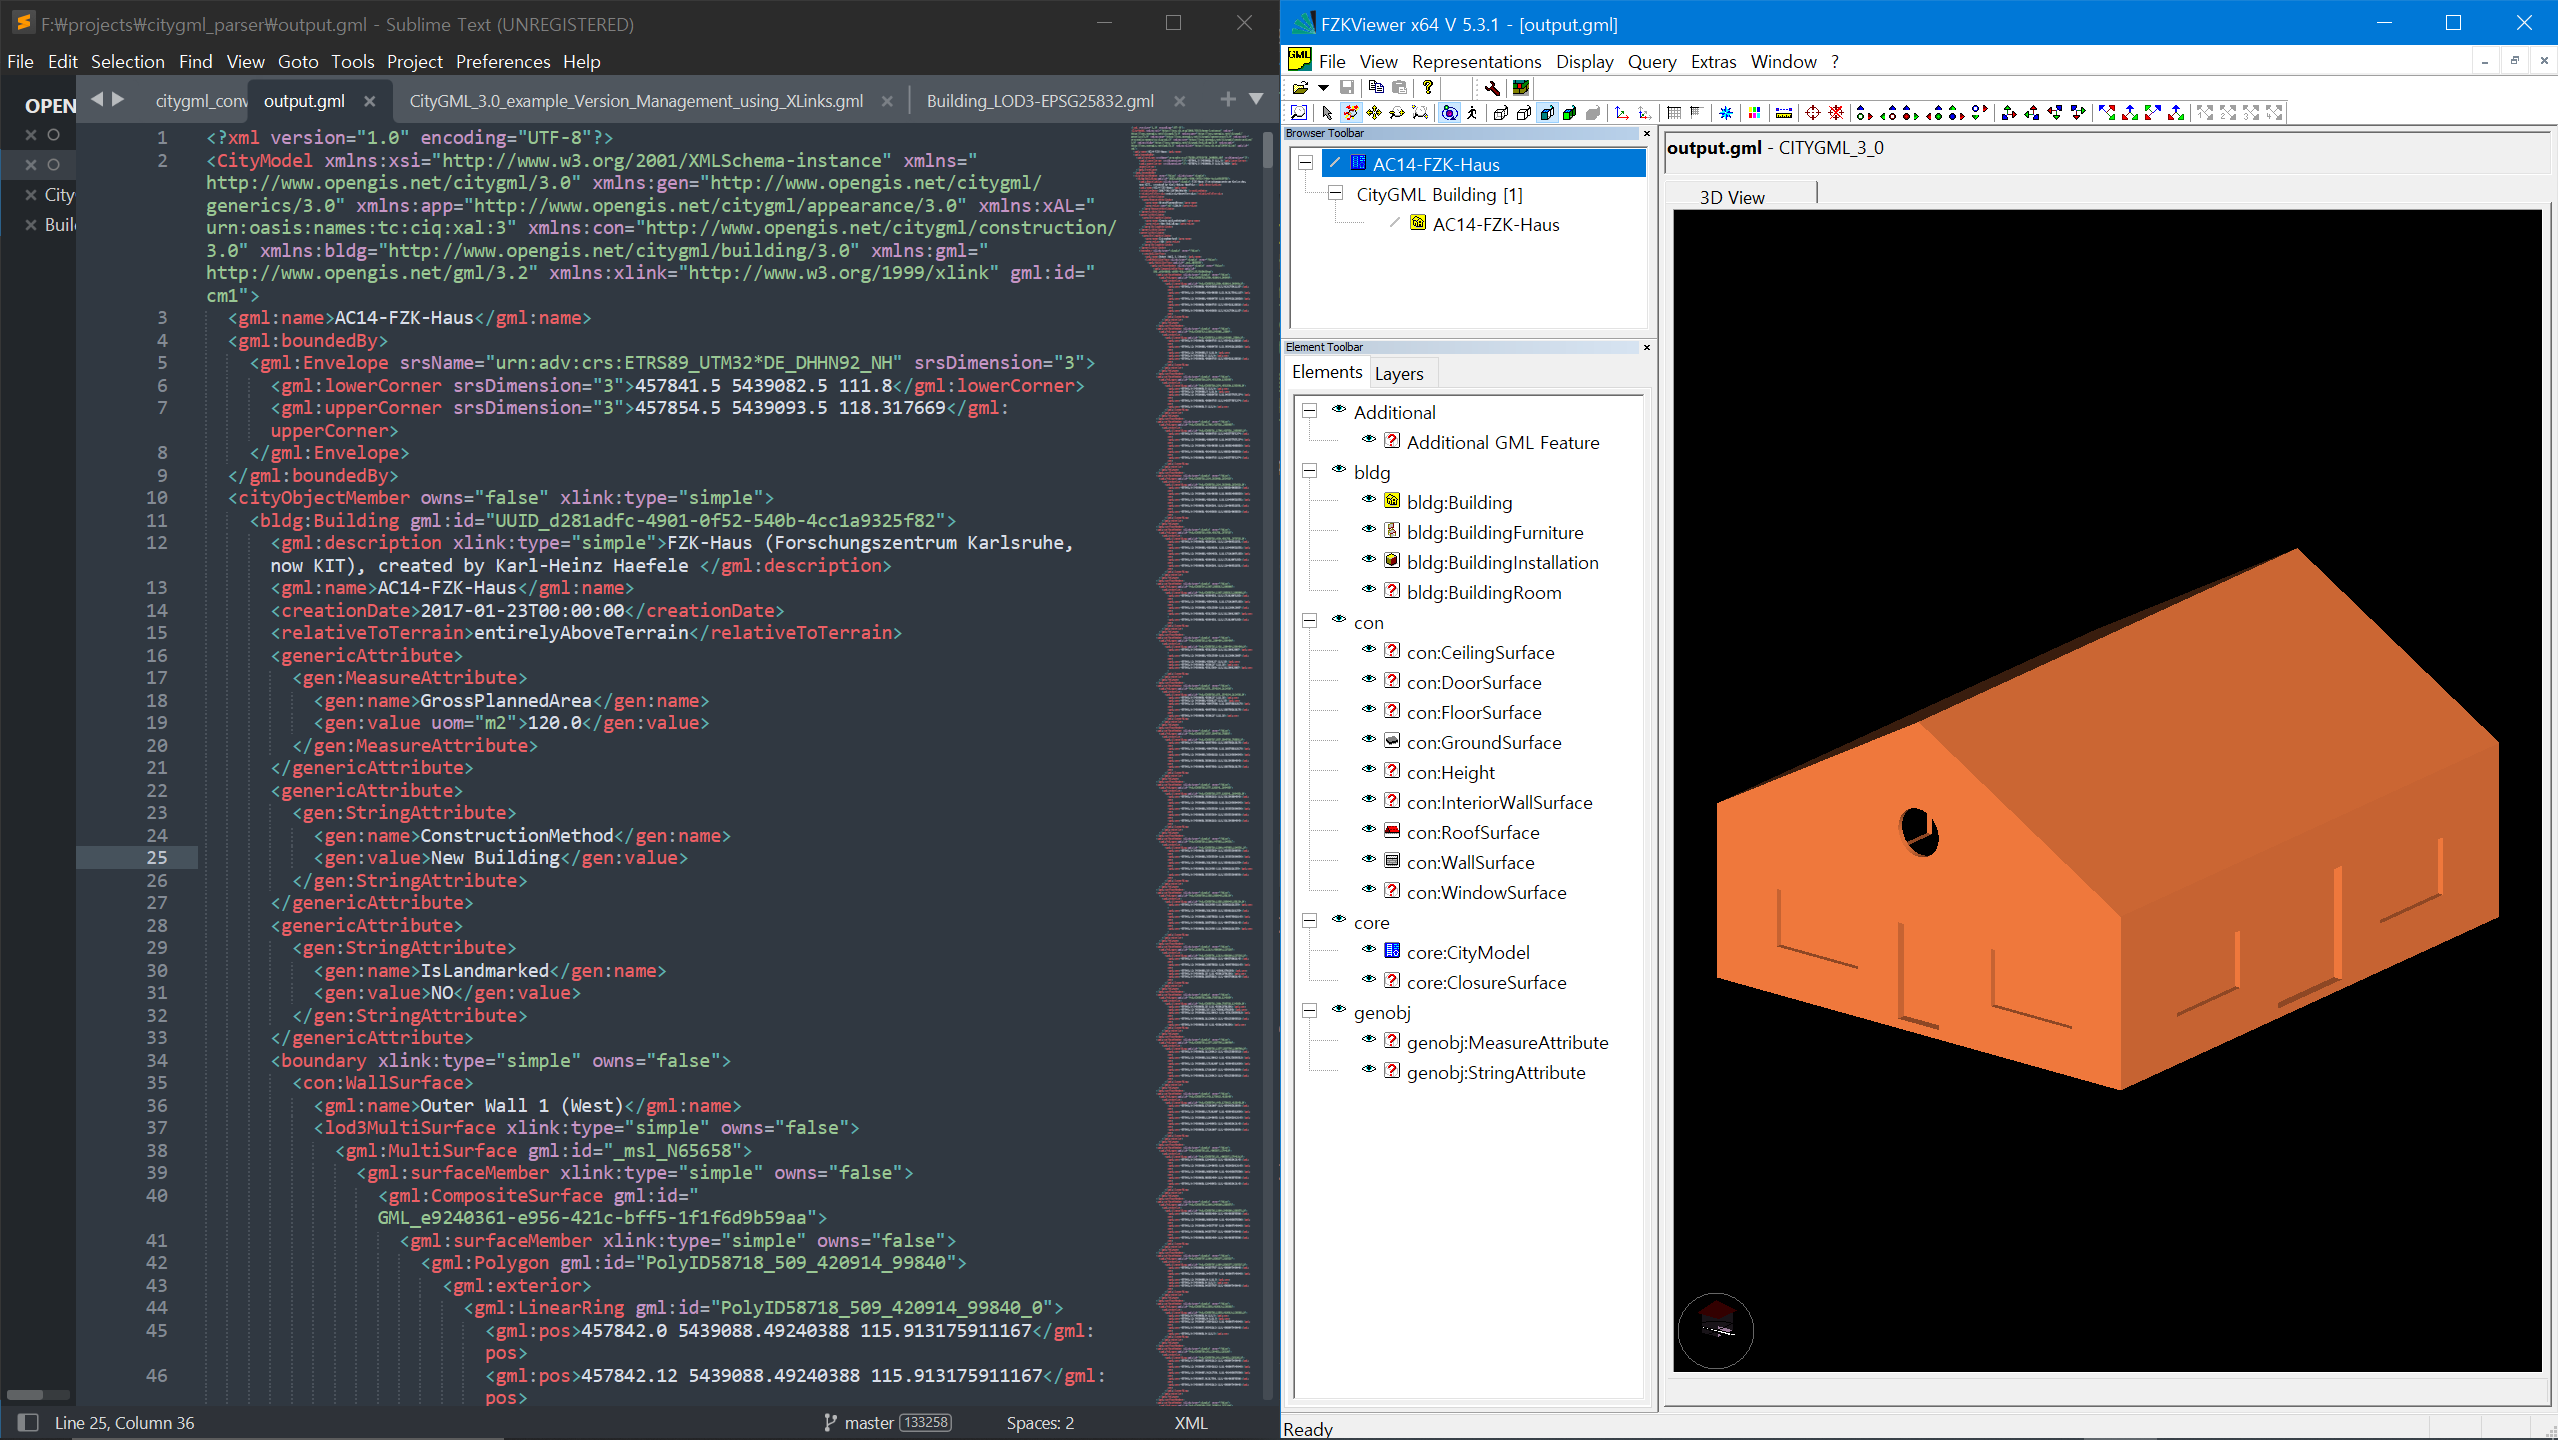 F:₩projects₩citygml_parser₩output.gml - Sublime Text (UNREGISTERED)
File Edit Selection Find View Goto Tools Project Preferences Help
OPEN
City
Buil
citygml_conv
output.gml
CityGML_3.0_example_Version_Management_using_XLinks.gml
Building_LOD3-EPSG25832.gml
1 <?xml version="1.0" encoding="UTF-8"?>
2 <CityModel xmlns:xsi="http://www.w3.org/2001/XMLSchema-instance" xmlns="
http://www.opengis.net/citygml/3.0" xmlns:gen="http://www.opengis.net/citygml/
generics/3.0" xmlns:app="http://www.opengis.net/citygml/appearance/3.0" xmlns:xAL="
urn:oasis:names:tc:ciq:xal:3" xmlns:con="http://www.opengis.net/citygml/construction/
3.0" xmlns:bldg="http://www.opengis.net/citygml/building/3.0" xmlns:gml="
http://www.opengis.net/gml/3.2" xmlns:xlink="http://www.w3.org/1999/xlink" gml:id="
cm1">
3 <gml:name>AC14-FZK-Haus</gml:name>
4 <gml:boundedBy>
5 <gml:Envelope srsName="urn:adv:crs:ETRS89_UTM32*DE_DHHN92_NH" srsDimension="3">
6 <gml:lowerCorner srsDimension="3">457841.5 5439082.5 111.8</gml:lowerCorner>
7 <gml:upperCorner srsDimension="3">457854.5 5439093.5 118.317669</gml:
upperCorner>
8 </gml:Envelope>
9 </gml:boundedBy>
10 <cityObjectMember owns="false" xlink:type="simple">
11 <bldg:Building gml:id="UUID_d281adfc-4901-0f52-540b-4cc1a9325f82">
12 <gml:description xlink:type="simple">FZK-Haus (Forschungszentrum Karlsruhe,
now KIT), created by Karl-Heinz Haefele </gml:description>
13 <gml:name>AC14-FZK-Haus</gml:name>
14 <creationDate>2017-01-23T00:00:00</creationDate>
15 <relativeToTerrain>entirelyAboveTerrain</relativeToTerrain>
16 <genericAttribute>
17 <gen:MeasureAttribute>
18 <gen:name>GrossPlannedArea</gen:name>
19 <gen:value uom="m2">120.0</gen:value>
20 </gen:MeasureAttribute>
21 </genericAttribute>
22 <genericAttribute>
23 <gen:StringAttribute>
24 <gen:name>ConstructionMethod</gen:name>
25 <gen:value>New Building</gen:value>
26 </gen:StringAttribute>
27 </genericAttribute>
28 <genericAttribute>
29 <gen:StringAttribute>
30 <gen:name>IsLandmarked</gen:name>
31 <gen:value>NO</gen:value>
32 </gen:StringAttribute>
33 </genericAttribute>
34 <boundary xlink:type="simple" owns="false">
35 <con:WallSurface>
36 <gml:name>Outer Wall 1 (West)</gml:name>
37 <lod3MultiSurface xlink:type="simple" owns="false">
38 <gml:MultiSurface gml:id="_msl_N65658">
39 <gml:surfaceMember xlink:type="simple" owns="false">
40 <gml:CompositeSurface gml:id="
GML_e9240361-e956-421c-bff5-1f1f6d9b59aa">
41 <gml:surfaceMember xlink:type="simple" owns="false">
42 <gml:Polygon gml:id="PolyID58718_509_420914_99840">
43 <gml:exterior>
44 <gml:LinearRing gml:id="PolyID58718_509_420914_99840_0">
45 <gml:pos>457842.0 5439088.49240388 115.913175911167</gml:
pos>
46 <gml:pos>457842.12 5439088.49240388 115.913175911167</gml:
pos>
Line 25, Column 36
master 133258
Spaces: 2
XML
FZKViewer x64 V 5.3.1 - [output.gml]
File View Representations Display Query Extras Window ?
Browser Toolbar
AC14-FZK-Haus
CityGML Building [1]
AC14-FZK-Haus
Element Toolbar
Elements Layers
Additional
Additional GML Feature
bldg
bldg:Building
bldg:BuildingFurniture
bldg:BuildingInstallation
bldg:BuildingRoom
con
con:CeilingSurface
con:DoorSurface
con:FloorSurface
con:GroundSurface
con:Height
con:InteriorWallSurface
con:RoofSurface
con:WallSurface
con:WindowSurface
core
core:CityModel
core:ClosureSurface
genobj
genobj:MeasureAttribute
genobj:StringAttribute
output.gml - CITYGML_3_0
3D View
Ready